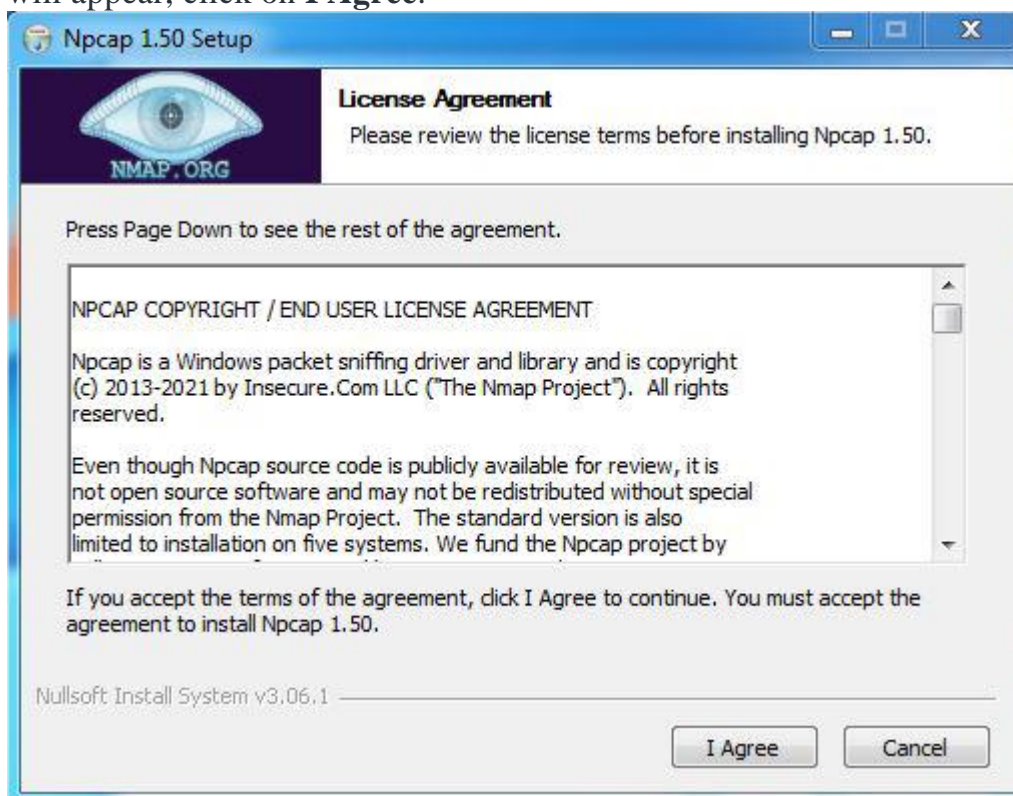 will appear, click on I Agree.
Npcap 1.50 Setup
NMAP.ORG
License Agreement
Please review the license terms before installing Npcap 1.50.
Press Page Down to see the rest of the agreement.
NPCAP COPYRIGHT / END USER LICENSE AGREEMENT
Npcap is a Windows packet sniffing driver and library and is copyright
(c) 2013-2021 by Insecure.Com LLC ("The Nmap Project"). All rights
reserved.
Even though Npcap source code is publicly available for review, it is
not open source software and may not be redistributed without special
permission from the Nmap Project. The standard version is also
limited to installation on five systems. We fund the Npcap project by
If you accept the terms of the agreement, click I Agree to continue. You must accept the
agreement to install Npcap 1.50.
Nullsoft Install System v3.06.1
I Agree
Cancel